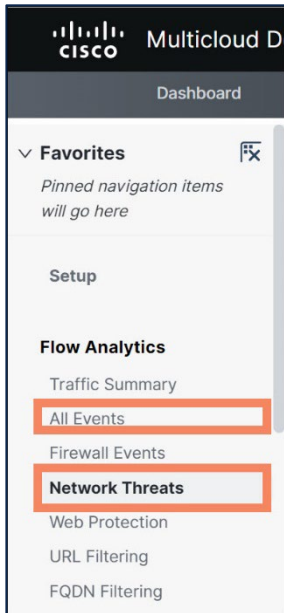 CISCO
Multicloud D
Dashboard
Favorites
Pinned navigation items
will go here
Setup
Flow Analytics
Traffic Summary
All Events
Firewall Events
Network Threats
Web Protection
URL Filtering
FQDN Filtering